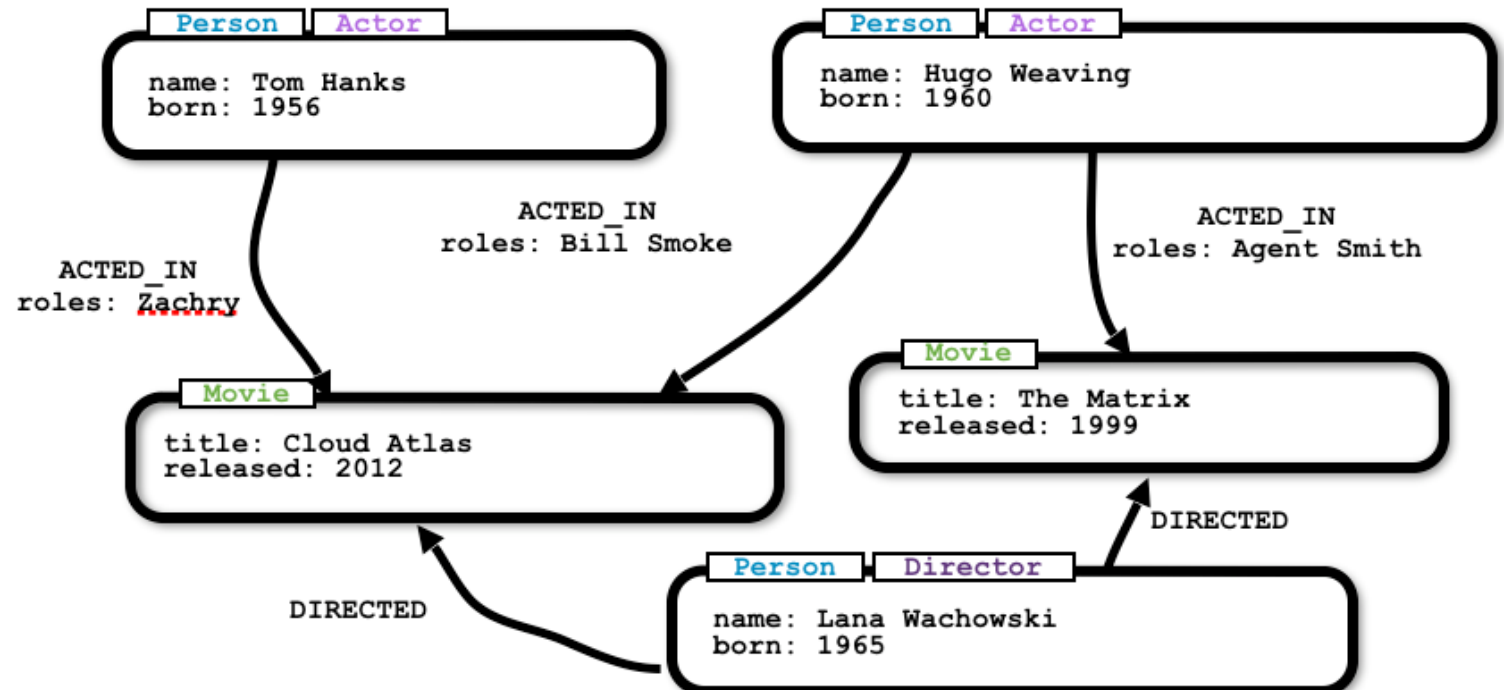 Person Actor
name: Tom Hanks
born: 1956
Person Actor
name: Hugo Weaving
born: 1960
ACTED_IN
roles: Zachry
ACTED_IN
roles: Bill Smoke
ACTED_IN
roles: Agent Smith
Movie
title: Cloud Atlas
released: 2012
Movie
title: The Matrix
released: 1999
DIRECTED
DIRECTED
Person Director
name: Lana Wachowski
born: 1965